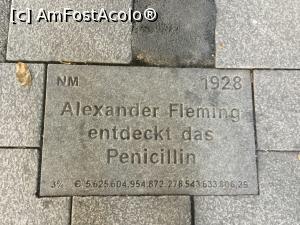 [c] AmFostAcolo®
NM 1928
Alexander Fleming
entdeckt das
Penicillin
3% € 5.625.604.954.872.278.543.633.806,25